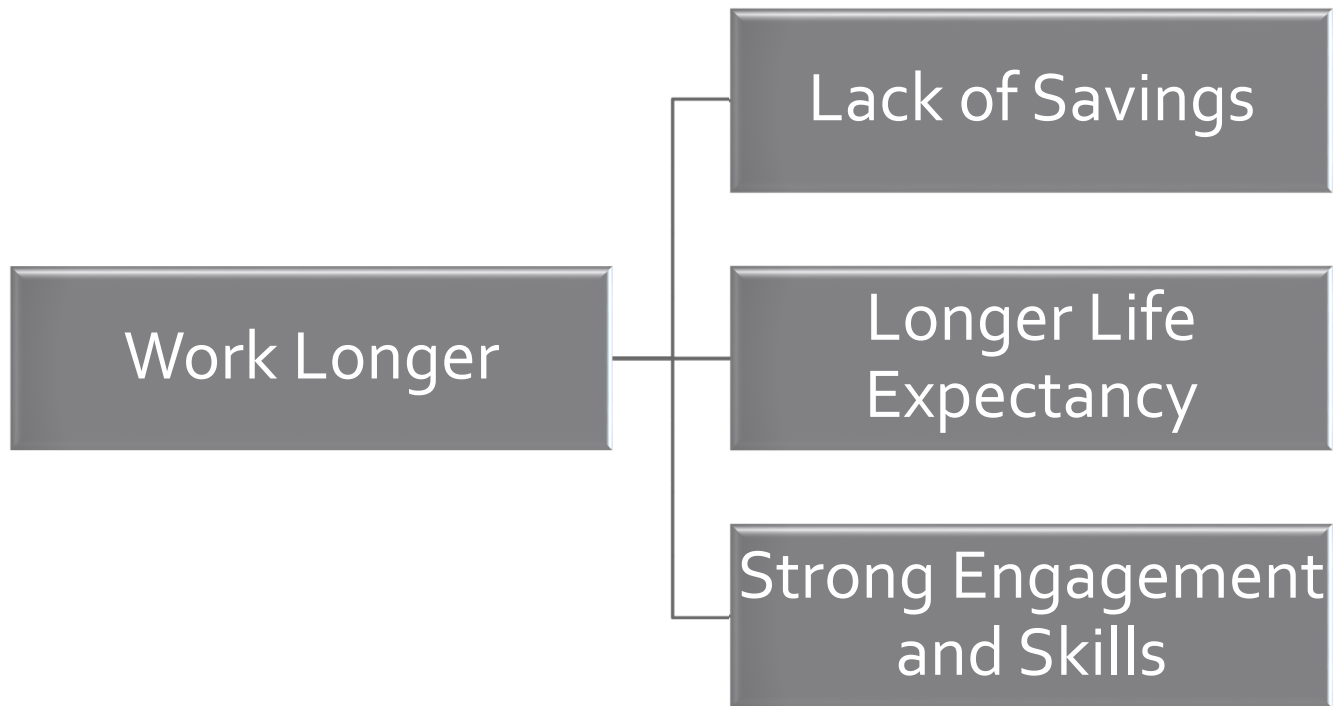 Work Longer
Lack of Savings
Longer Life
Expectancy
Strong Engagement
and Skills